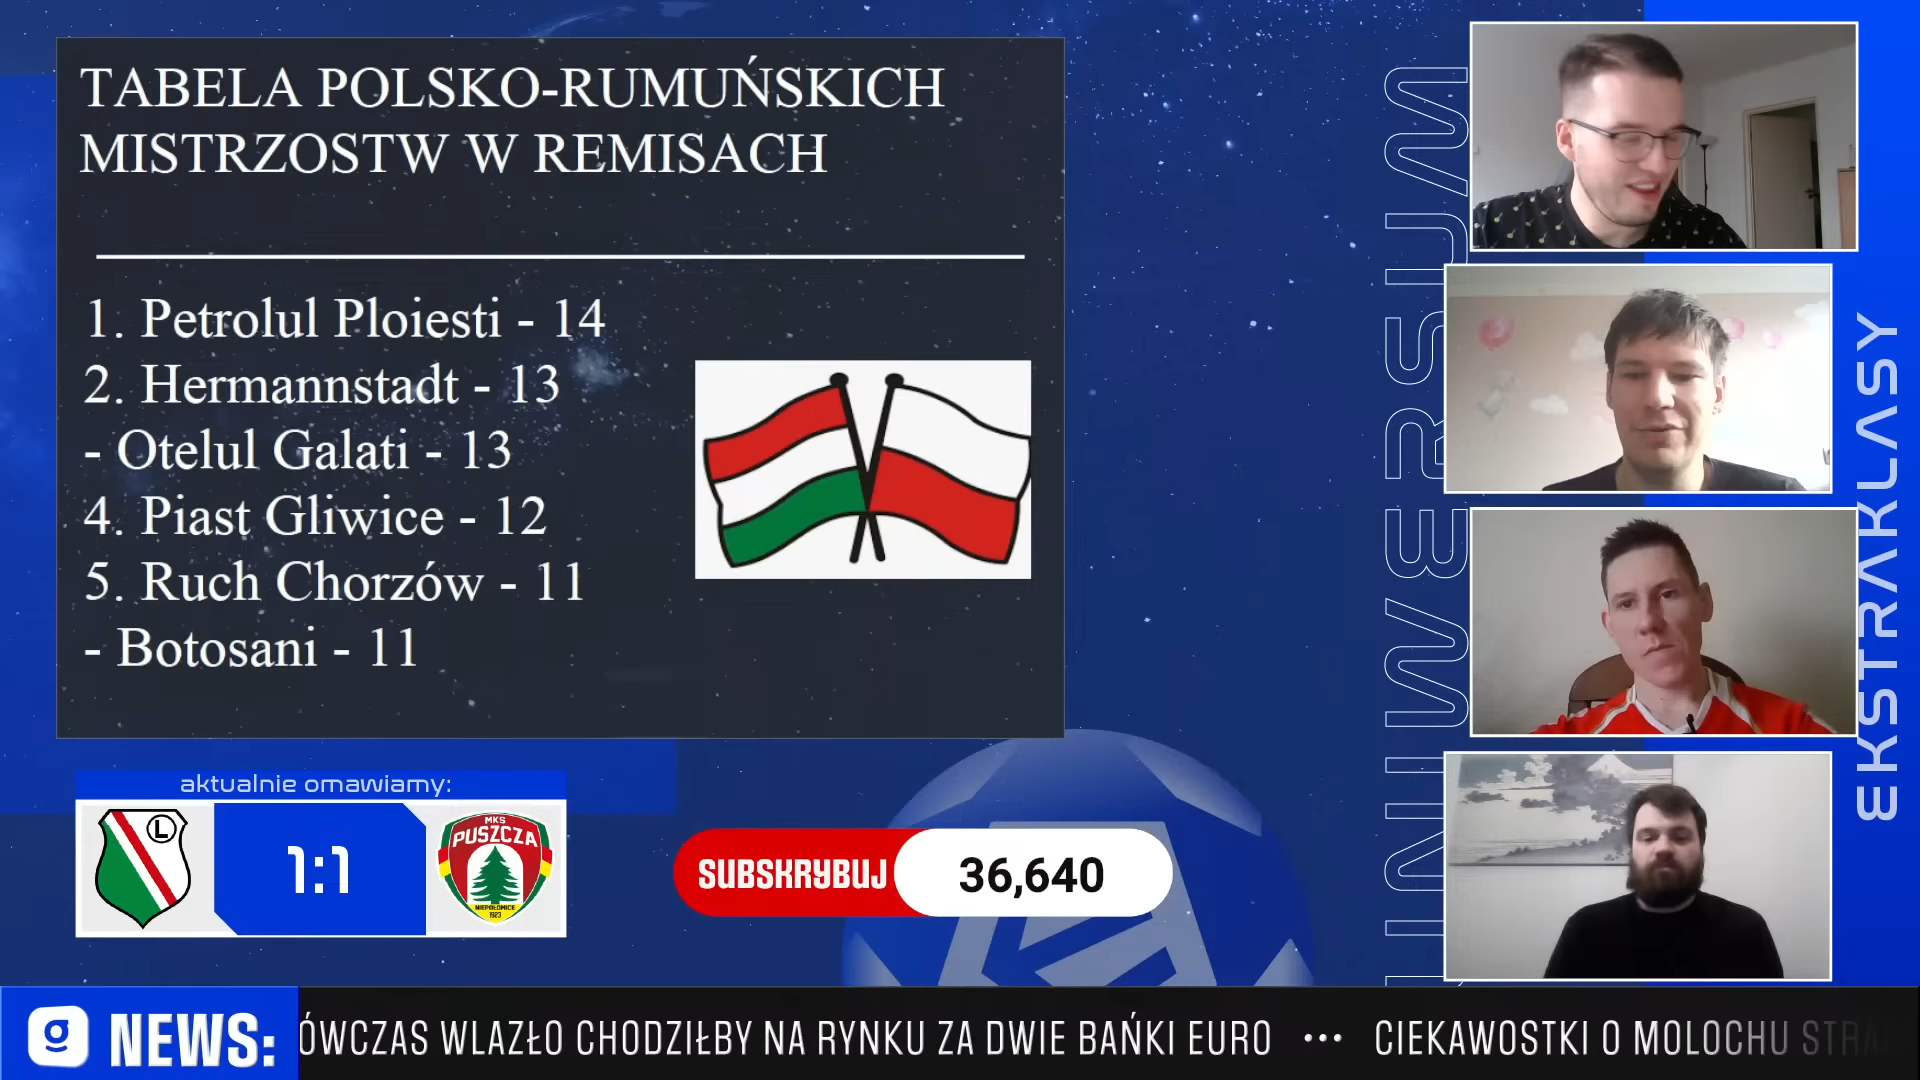 TABELA POLSKO-RUMUŃSKICH
MISTRZOSTW W REMISACH
1. Petrolul Ploiesti - 14
2. Hermannstadt - 13
- Otelul Galati - 13
4. Piast Gliwice - 12
5. Ruch Chorzów - 11
- Botosani - 11
UNIWERSUM
EKSTRAKLASY
aktualnie omawiamy:
L
1:1
MKS
PUSZCZA
NIEPOŁOMICE
1923
SUBSKRYBUJ
36,640
g NEWS:
ÓWCZAS WLAZŁO CHODZIŁBY NA RYNKU ZA DWIE BAŃKI EURO ••• CIEKAWOSTKI O MOLOCHU